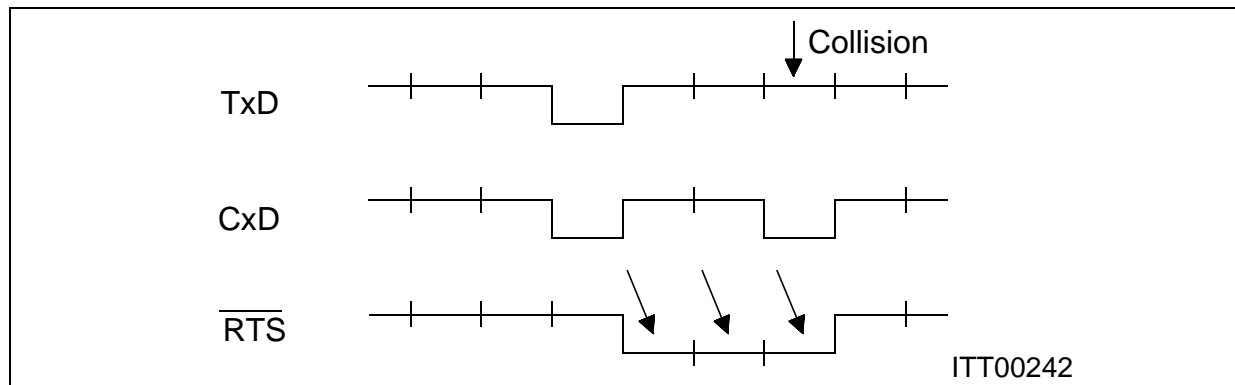 Collision
TxD
CxD
RTS
ITT00242